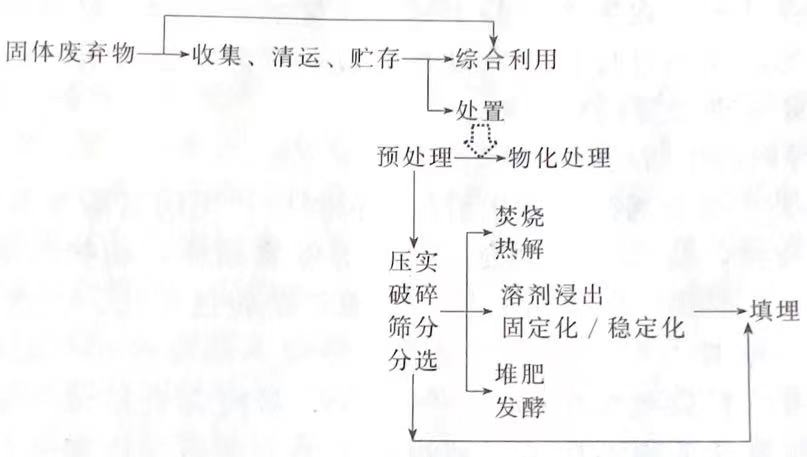 固体废弃物
收集、清运、贮存
综合利用
处置
预处理
物化处理
压实
破碎
筛分
分选
焚烧
热解
溶剂浸出
固定化/稳定化
堆肥
发酵
填埋